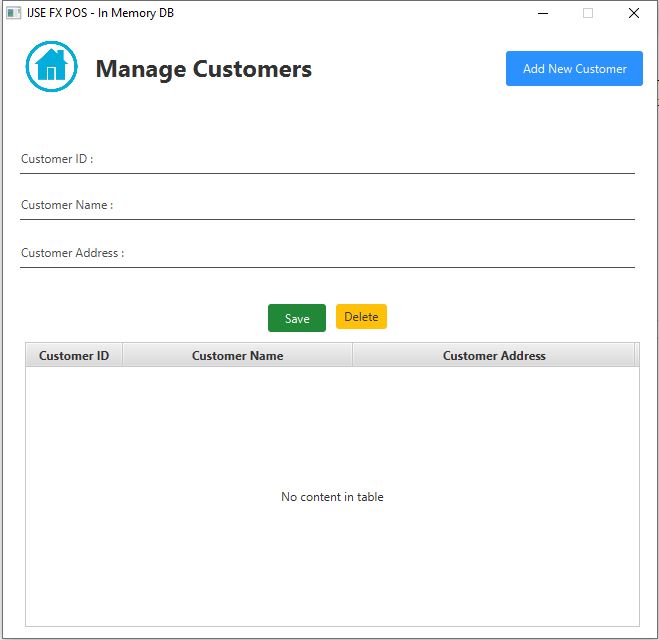 IJSE FX POS - In Memory DB
Manage Customers
Add New Customer
Customer ID :
Customer Name :
Customer Address :
Save
Delete
Customer ID
Customer Name
Customer Address
No content in table